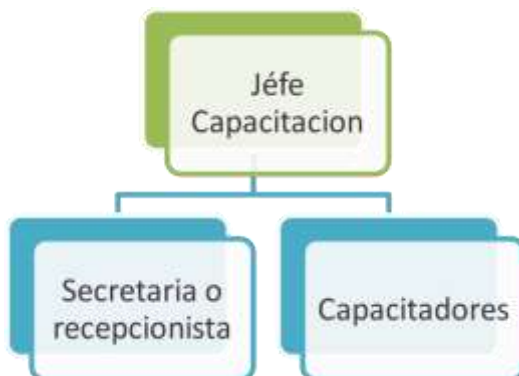 Jéfe
Capacitacion
Secretaria o
recepcionista
Capacitadores